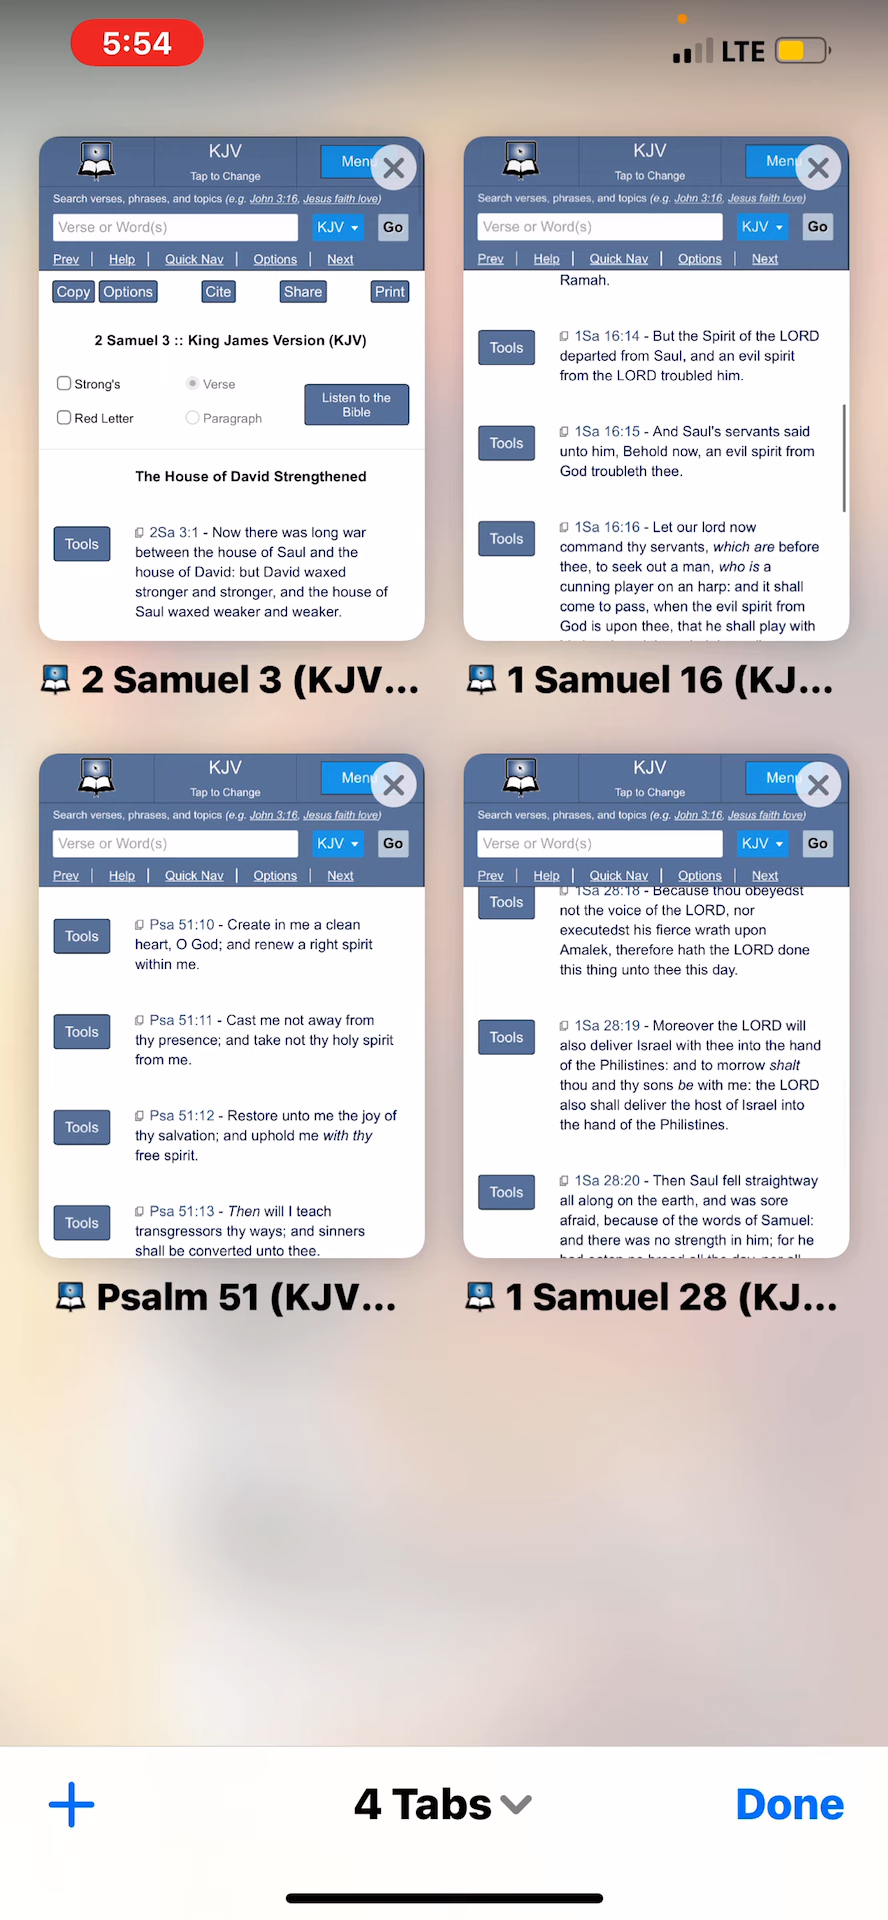 5:54
LTE
KJV
Tap to Change
Menu
Search verses, phrases, and topics (e.g. John 3:16, Jesus faith love)
Verse or Word(s)
KJV
Go
Prev | Help | Quick Nav | Options | Next
Copy Options Cite Share Print
2 Samuel 3 :: King James Version (KJV)
Strong's
Verse
Red Letter
Paragraph
Listen to the
Bible
The House of David Strengthened
Tools
2Sa 3:1 - Now there was long war
between the house of Saul and the
house of David: but David waxed
stronger and stronger, and the house of
Saul waxed weaker and weaker.
2 Samuel 3 (KJV...
KJV
Tap to Change
Menu
Search verses, phrases, and topics (e.g. John 3:16, Jesus faith love)
Verse or Word(s)
KJV
Go
Prev | Help | Quick Nav | Options | Next
Ramah.
Tools
1Sa 16:14 - But the Spirit of the LORD
departed from Saul, and an evil spirit
from the LORD troubled him.
Tools
1Sa 16:15 - And Saul's servants said
unto him, Behold now, an evil spirit from
God troubleth thee.
Tools
1Sa 16:16 - Let our lord now
command thy servants, which are before
thee, to seek out a man, who is a
cunning player on an harp: and it shall
come to pass, when the evil spirit from
God is upon thee, that he shall play with
1 Samuel 16 (KJ...
KJV
Tap to Change
Menu
Search verses, phrases, and topics (e.g. John 3:16, Jesus faith love)
Verse or Word(s)
KJV
Go
Prev | Help | Quick Nav | Options | Next
Tools
Psa 51:10 - Create in me a clean
heart, O God; and renew a right spirit
within me.
Tools
Psa 51:11 - Cast me not away from
thy presence; and take not thy holy spirit
from me.
Tools
Psa 51:12 - Restore unto me the joy of
thy salvation; and uphold me with thy
free spirit.
Tools
Psa 51:13 - Then will I teach
transgressors thy ways; and sinners
shall be converted unto thee.
Psalm 51 (KJV...
KJV
Tap to Change
Menu
Search verses, phrases, and topics (e.g. John 3:16, Jesus faith love)
Verse or Word(s)
KJV
Go
Prev | Help | Quick Nav | Options | Next
Tools
1Sa 28:18 - Because thou obeyedst
not the voice of the LORD, nor
executedst his fierce wrath upon
Amalek, therefore hath the LORD done
this thing unto thee this day.
Tools
1Sa 28:19 - Moreover the LORD will
also deliver Israel with thee into the hand
of the Philistines: and to morrow shalt
thou and thy sons be with me: the LORD
also shall deliver the host of Israel into
the hand of the Philistines.
Tools
1Sa 28:20 - Then Saul fell straightway
all along on the earth, and was sore
afraid, because of the words of Samuel:
and there was no strength in him; for he
1 Samuel 28 (KJ...
4 Tabs
Done